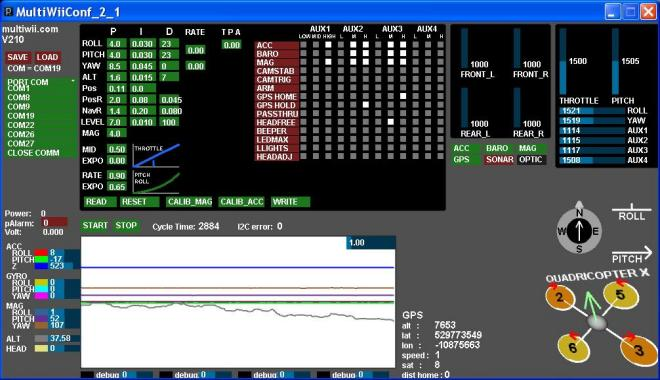 MultiWiiConf_2_1
multiwii.com
V210
SAVE LOAD
COM = COM19
PORT COM
COM1
COM8
COM9
COM19
COM22
COM26
COM27
CLOSE COMM
P I D RATE T P A
ROLL 4.0 0.030 23 0.00
PITCH 4.0 0.030 23 0.00
YAW 8.5 0.045 0 0.00
ALT 1.6 0.015 7
Pos 0.11 0.0
PosR 2.0 0.08 0.045
NavR 1.4 0.20 0.080
LEVEL 7.0 0.010 100
MAG 4.0
MID 0.50
EXPO 0.00
THROTTLE
RATE 0.90
EXPO 0.65
PITCH
ROLL
READ RESET CALIB_MAG CALIB_ACC WRITE
AUX1 AUX2 AUX3 AUX4
LOW MID HIGH L M H L M H L M H
ACC
BARO
MAG
CAMSTAB
CAMTRIG
ARM
GPS HOME
GPS HOLD
PASSTHRU
HEADFREE
BEEPER
LEDMAX
LLIGHTS
HEADADJ
1000 1000
FRONT_L FRONT_R
1000 1000
REAR_L REAR_R
1500 1505
THROTTLE PITCH
1521 ROLL
1519 YAW
1114 AUX1
1115 AUX2
1117 AUX3
1508 AUX4
ACC BARO MAG
GPS SONAR OPTIC
Power: 0
pAlarm: 0
Volt: 0.000
START STOP Cycle Time: 2884 I2C error: 0
1.00
ACC
ROLL 8
PITCH -17
Z 523
GYRO
ROLL 0
PITCH 0
YAW 0
MAG
ROLL 1
PITCH 52
YAW 107
ALT 37.58
HEAD 0
debug 0 debug 0 debug 0 debug 0
GPS
alt : 7653
lat : 529773549
lon : -10875663
speed : 1
sat : 8
dist home : 0
N
W E
S
ROLL
PITCH
QUADRICOPTER X
2 5
6 3